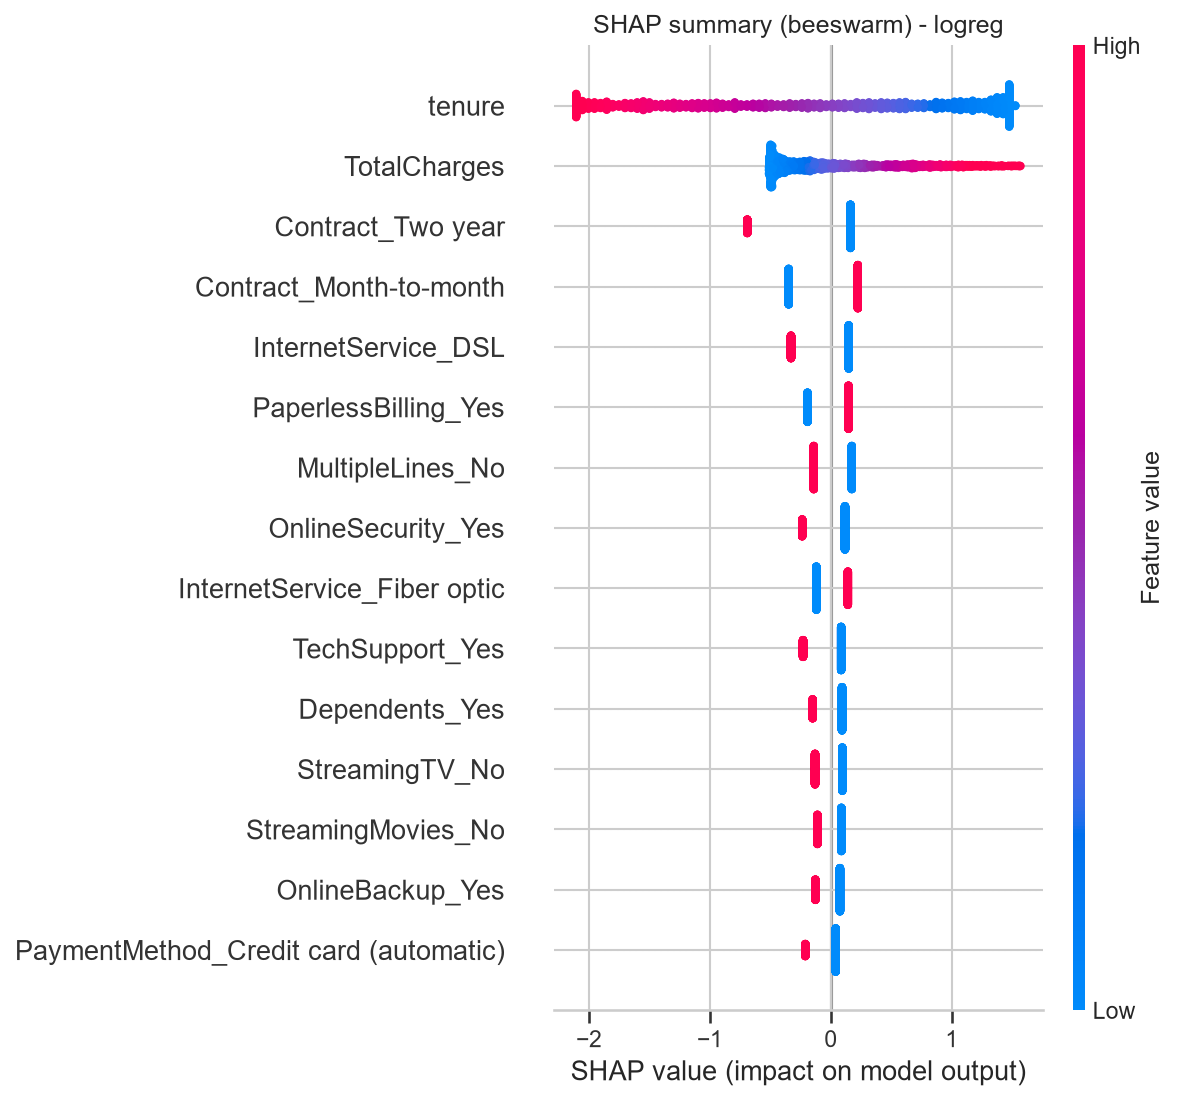 SHAP summary (beeswarm) - logreg
High
tenure
TotalCharges
Contract_Two year
Contract_Month-to-month
InternetService_DSL
PaperlessBilling_Yes
MultipleLines_No
OnlineSecurity_Yes
InternetService_Fiber optic
TechSupport_Yes
Dependents_Yes
StreamingTV_No
StreamingMovies_No
OnlineBackup_Yes
PaymentMethod_Credit card (automatic)
Feature value
Low
−2 −1 0 1
SHAP value (impact on model output)